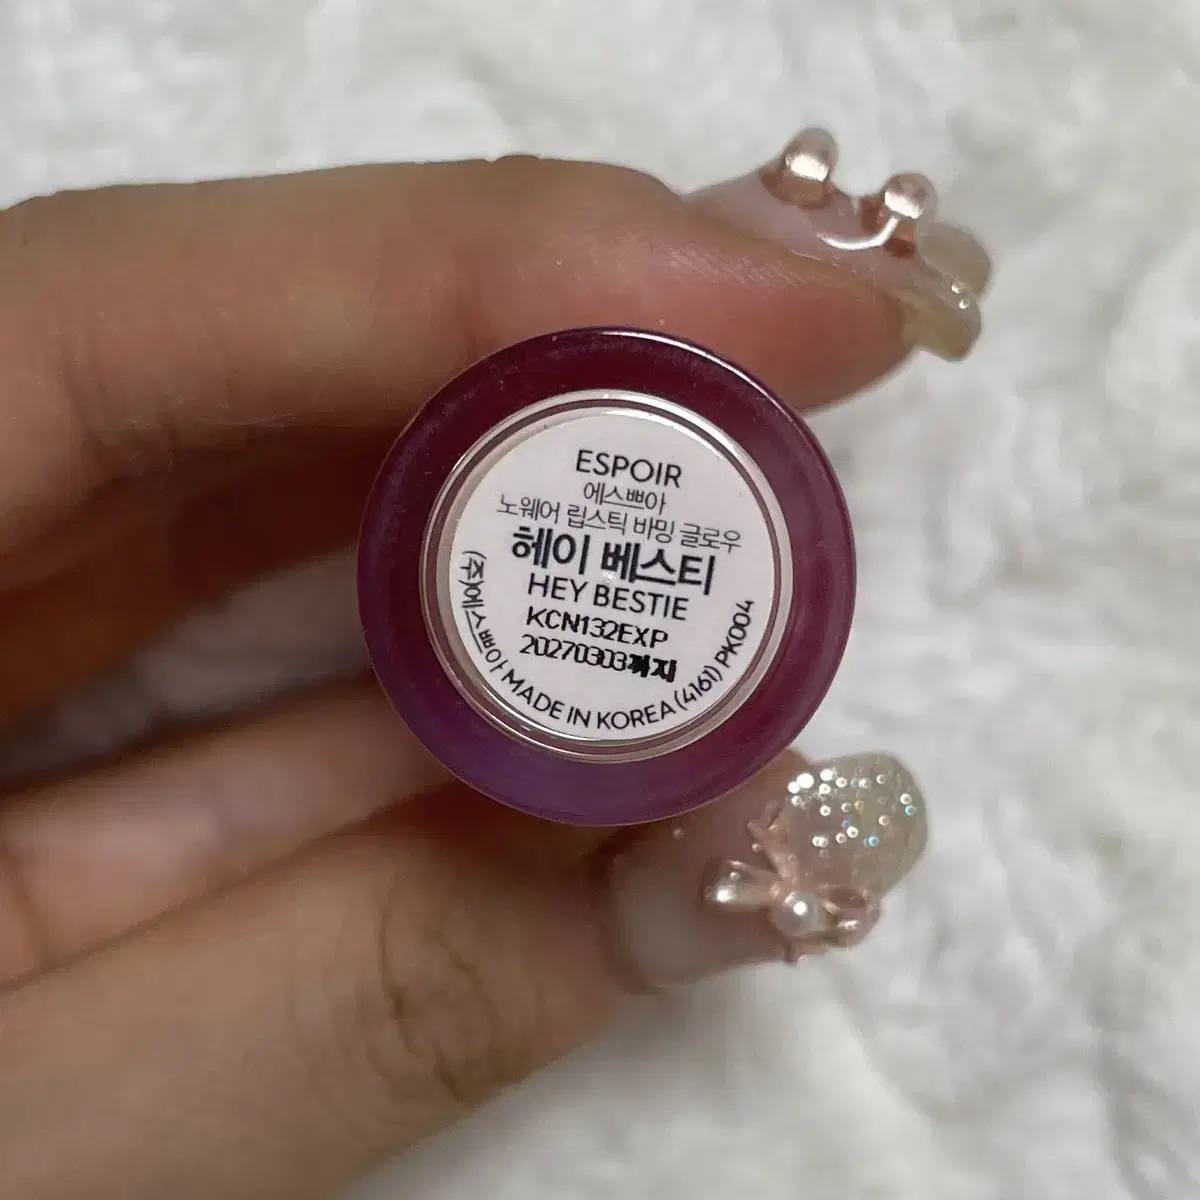 ESPOIR
에스쁘아
노웨어 립스틱 바밍 글로우
헤이 베스티
HEY BESTIE
KCN132EXP
20270303까지
(주)에스쁘아 MADE IN KOREA (4161) PK004